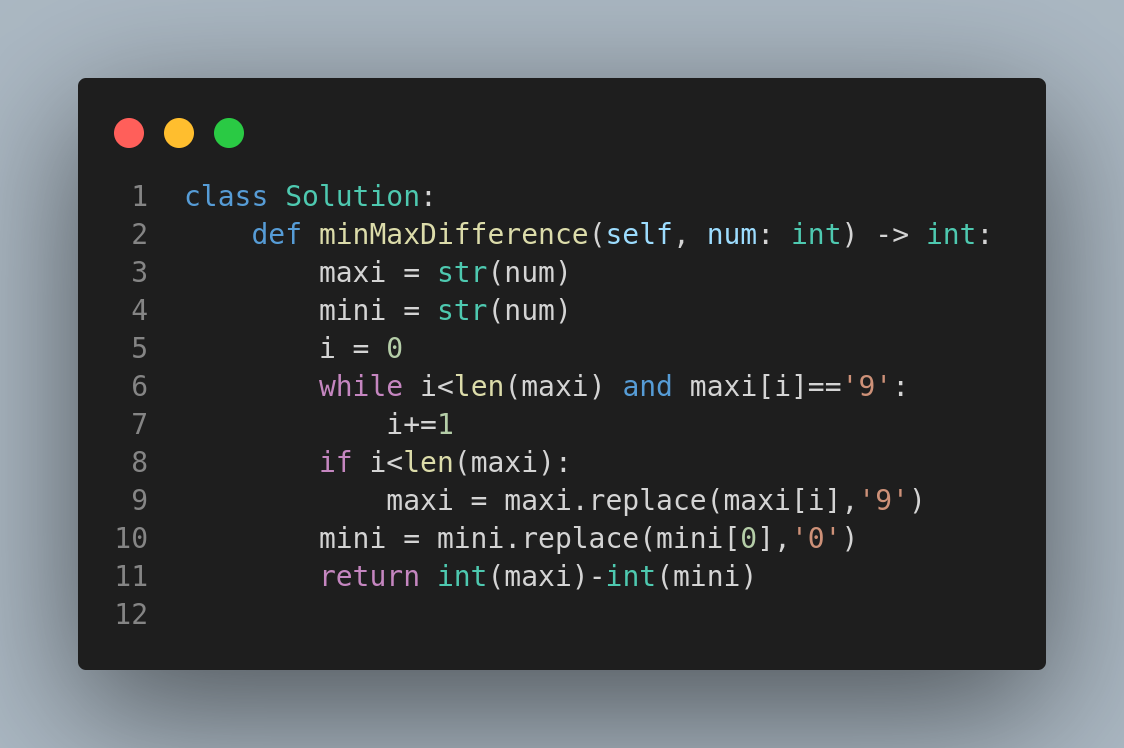 1 class Solution:
2     def minMaxDifference(self, num: int) -> int:
3         maxi = str(num)
4         mini = str(num)
5         i = 0
6         while i<len(maxi) and maxi[i]=='9':
7             i+=1
8         if i<len(maxi):
9             maxi = maxi.replace(maxi[i],'9')
10         mini = mini.replace(mini[0],'0')
11         return int(maxi)-int(mini)
12